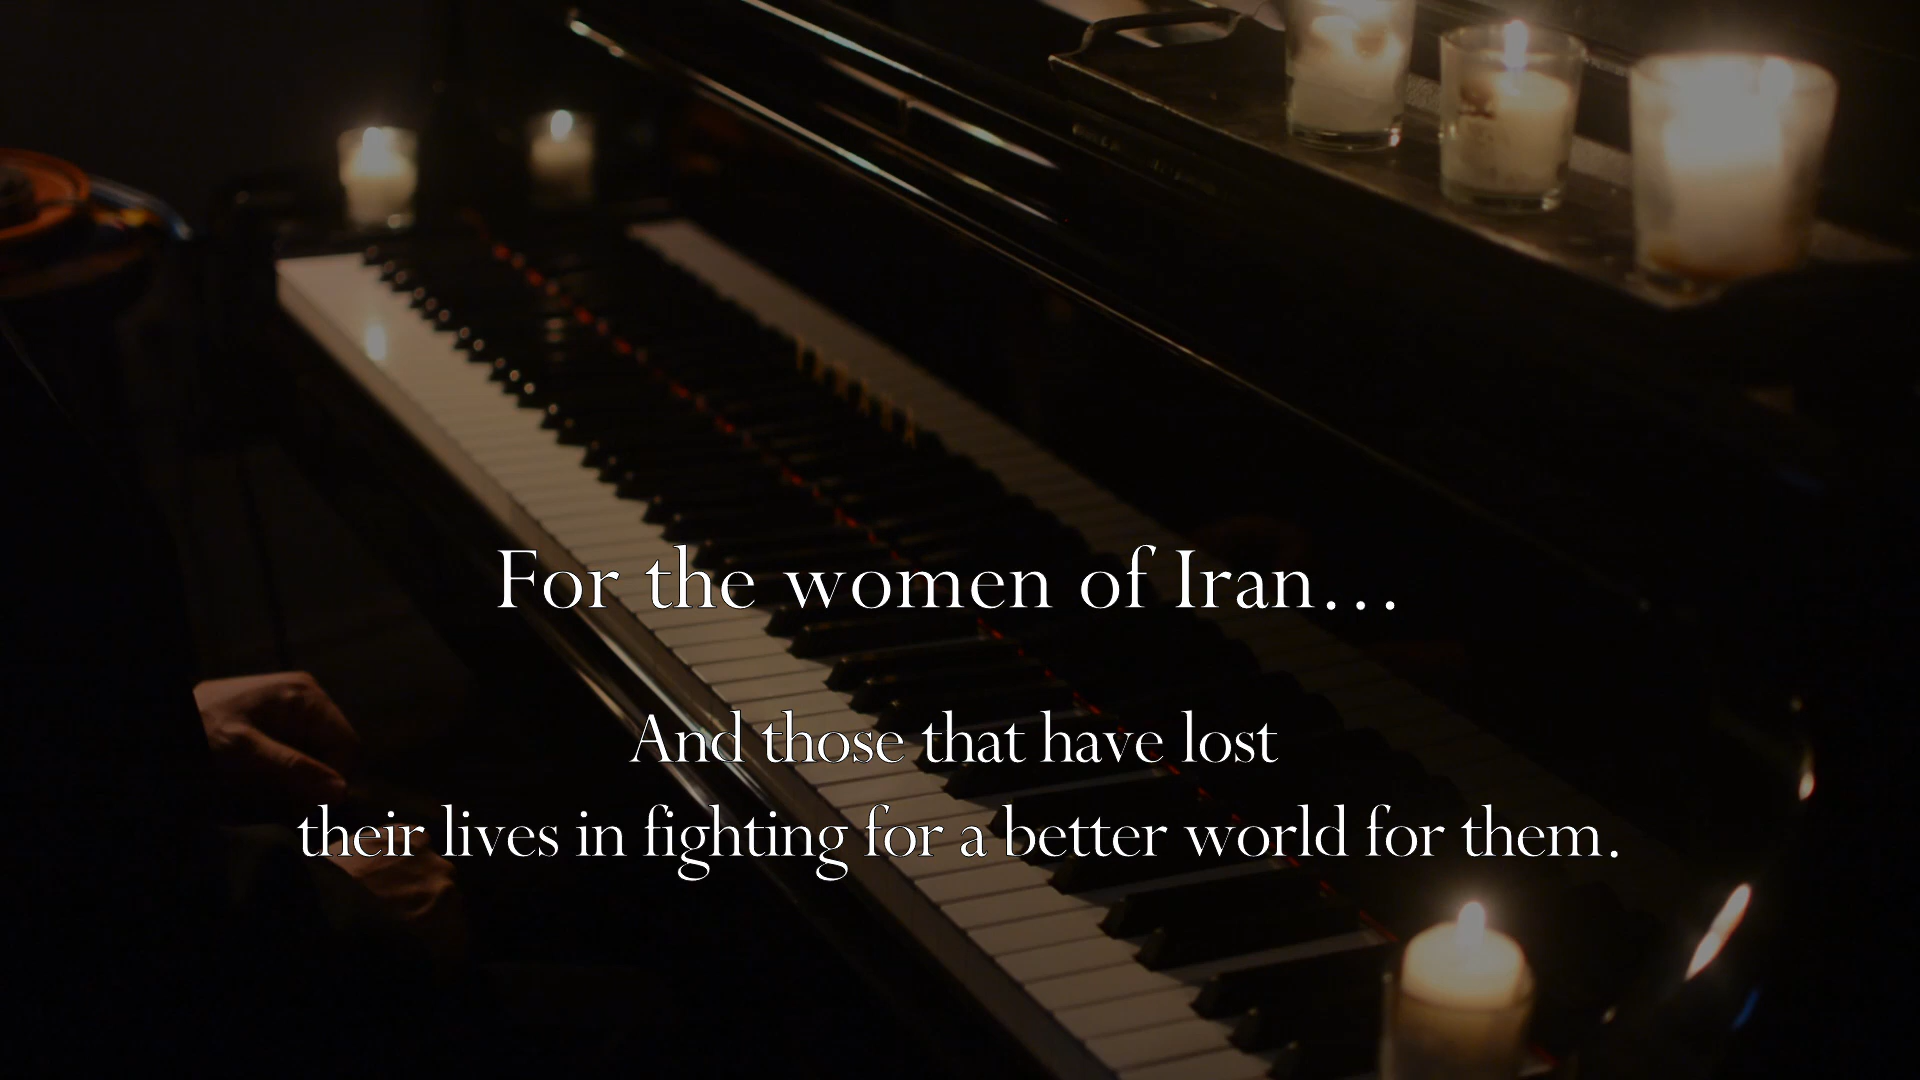 For the women of Iran...
And those that have lost
their lives in fighting for a better world for them.